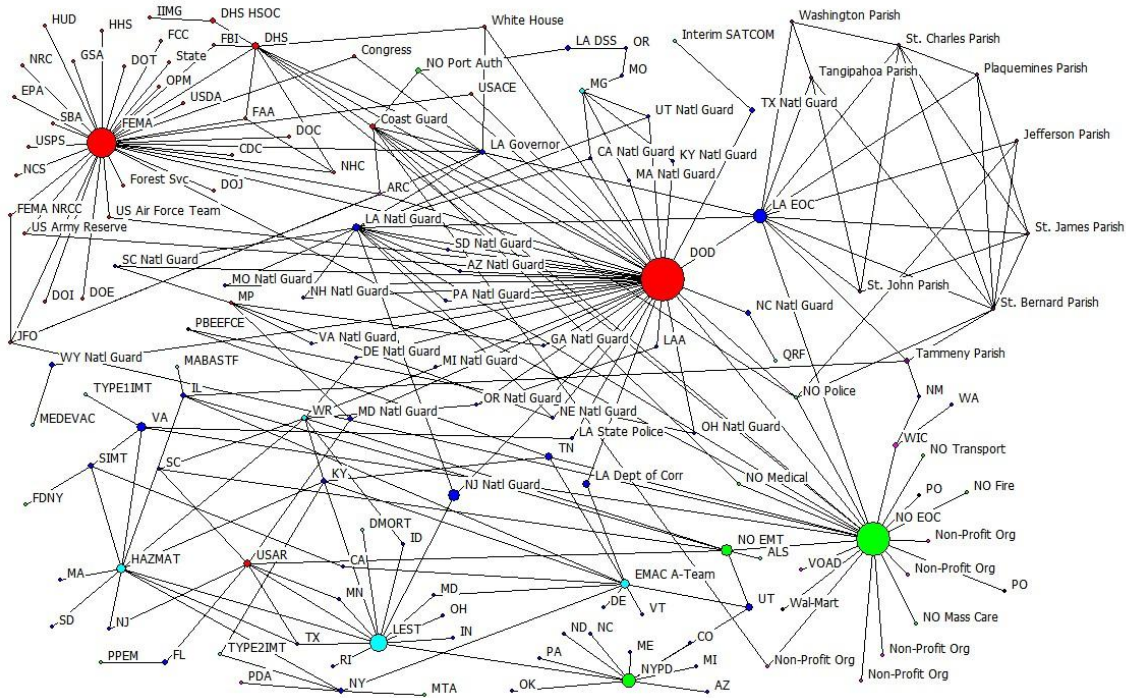 HUD
HHS
IIMG
DHS HSOC
White House
LA DSS
OR
Interim SATCOM
Washington Parish
St. Charles Parish
FCC
FBI
DHS
NRC
GSA
DOT
State
Congress
NO Port Auth
MO
Tangipahoa Parish
Plaquemines Parish
OPM
EPA
USDA
USACE
MG
UT Natl Guard
TX Natl Guard
SBA
FEMA
FAA
Coast Guard
USPS
DOC
Jefferson Parish
CDC
LA Governor
CA Natl Guard
KY Natl Guard
NCS
NHC
MA Natl Guard
Forest Svc
DOJ
ARC
FEMA NRCC
US Air Force Team
LA EOC
US Army Reserve
LA Natl Guard
St. James Parish
SD Natl Guard
DOD
SC Natl Guard
AZ Natl Guard
MO Natl Guard
St. John Parish
DOI
DOE
MP
NH Natl Guard
PA Natl Guard
NC Natl Guard
St. Bernard Parish
JFO
PBEEFCE
VA Natl Guard
GA Natl Guard
LAA
WY Natl Guard
MABASTF
DE Natl Guard
MI Natl Guard
QRF
Tammeny Parish
TYPE1IMT
IL
NO Police
NM
WA
MEDEVAC
VA
WR
MD Natl Guard
OR Natl Guard
NE Natl Guard
LA State Police
OH Natl Guard
WIC
NO Transport
SIMT
SC
KY
TN
NJ Natl Guard
LA Dept of Corr
NO Medical
PO
NO Fire
FDNY
NO EOC
DMORT
ID
NO EMT
Non-Profit Org
HAZMAT
USAR
CAI
ALS
VOAD
Non-Profit Org
MA
EMAC A-Team
PO
MN
MD
DE
VT
UT
Wal-Mart
SD
NJ
OH
NO Mass Care
TX
LEST
IN
ND
NC
PPEM
FL
TYPE2IMT
RI
PA
ME
CO
Non-Profit Org
PDA
NY
MTA
NYPD
MI
Non-Profit Org
Non-Profit Org
OK
AZ